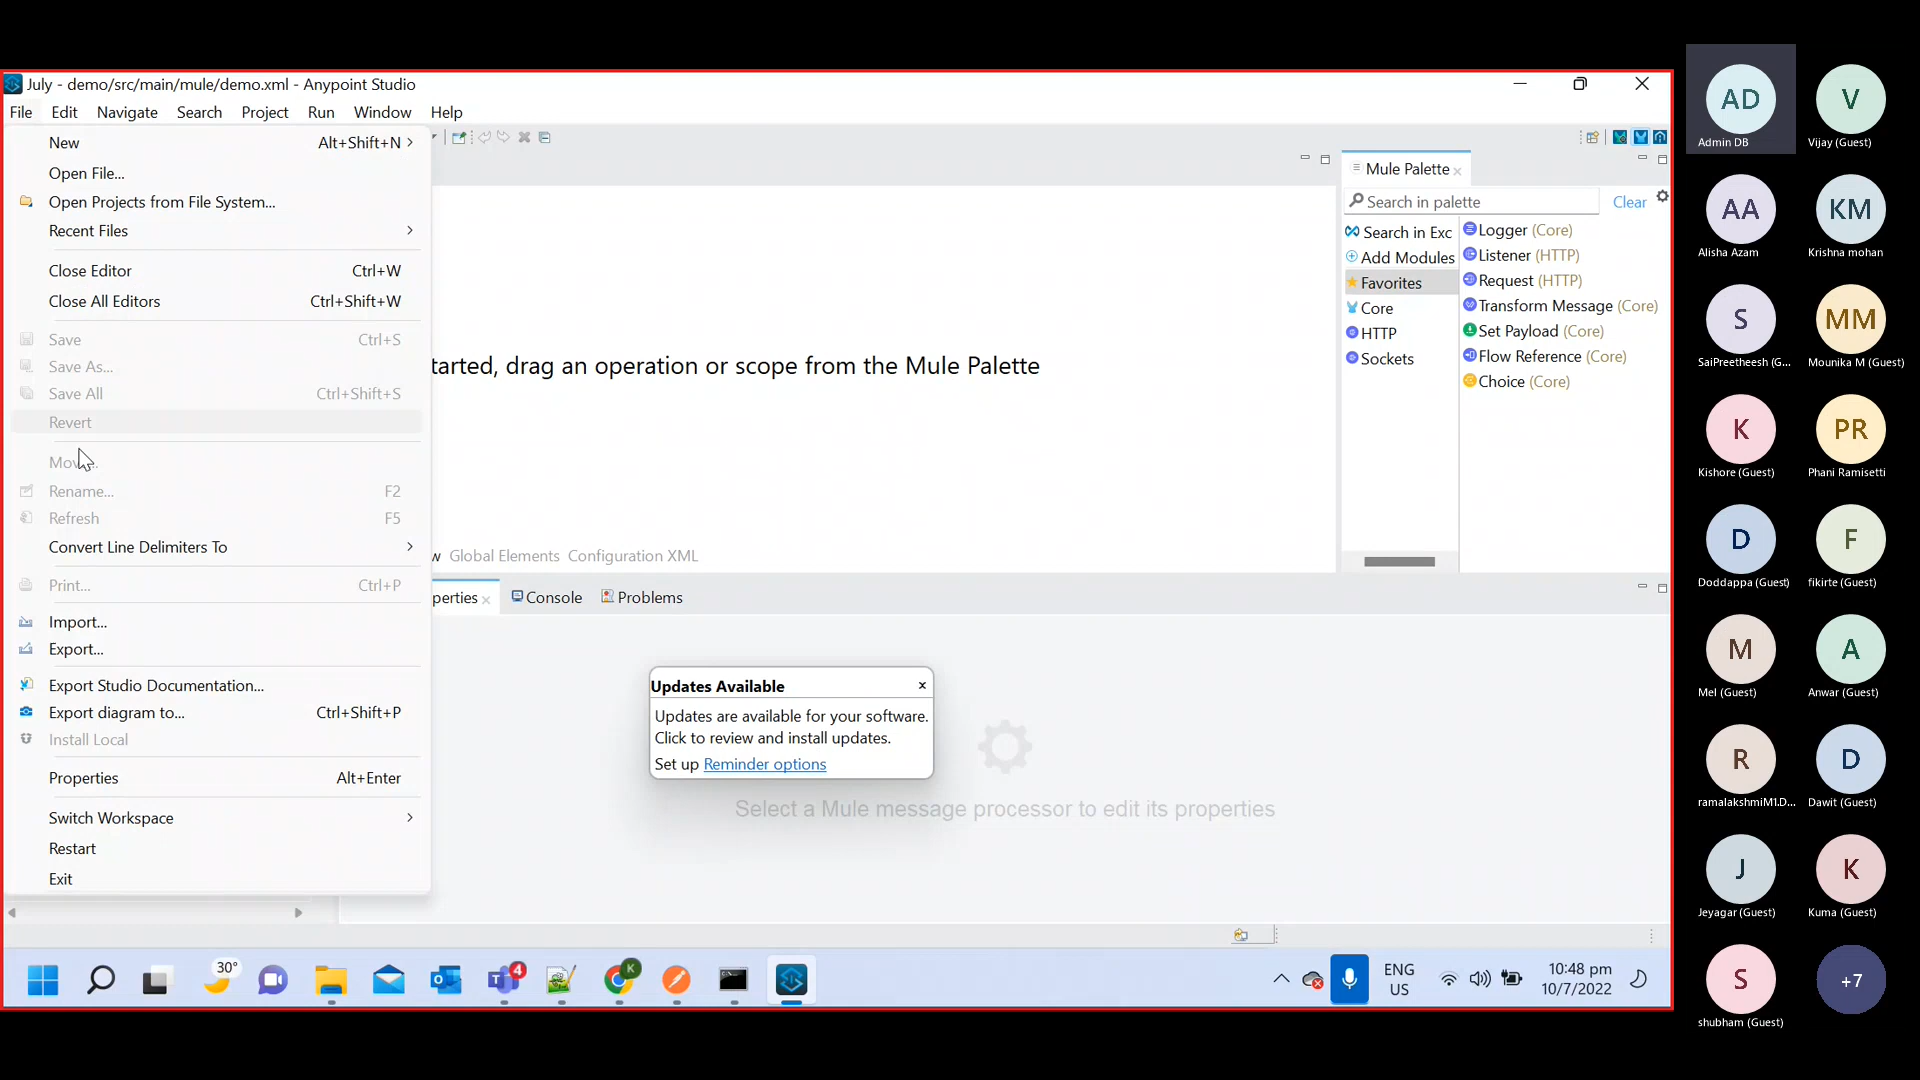 July - demo/src/main/mule/demo.xml - Anypoint Studio
File Edit Navigate Search Project Run Window Help
New Alt+Shift+N
Open File...
Open Projects from File System...
Recent Files
Close Editor Ctrl+W
Close All Editors Ctrl+Shift+W
Save Ctrl+S
Save As...
Save All Ctrl+Shift+S
Revert
Rename... F2
Refresh F5
Convert Line Delimiters To
Print... Ctrl+P
Import...
Export...
Export Studio Documentation...
Export diagram to... Ctrl+Shift+P
Install Local
Properties Alt+Enter
Switch Workspace
Restart
Exit
tarted, drag an operation or scope from the Mule Palette
w Global Elements Configuration XML
Mule Palette
Search in palette Clear
Search in Exc
Add Modules
Favorites
Core
HTTP
Sockets
Logger (Core)
Listener (HTTP)
Request (HTTP)
Transform Message (Core)
Set Payload (Core)
Flow Reference (Core)
Choice (Core)
perties Console Problems
Updates Available
Updates are available for your software.
Click to review and install updates.
Set up Reminder options
Select a Mule message processor to edit its properties
30°
4
K
ENG
US
10:48 pm
10/7/2022
AD
Admin DB
V
Vijay (Guest)
AA
Alisha Azam
KM
Krishna mohan
S
SaiPreetheesh (G...
MM
Mounika M (Guest)
K
Kishore (Guest)
PR
Phani Ramisetti
D
Doddappa (Guest)
F
fikirte (Guest)
M
Mel (Guest)
A
Anwar (Guest)
R
ramalakshmiM1.D...
D
Dawit (Guest)
J
Jeyagar (Guest)
K
Kuma (Guest)
S
shubham (Guest)
+7